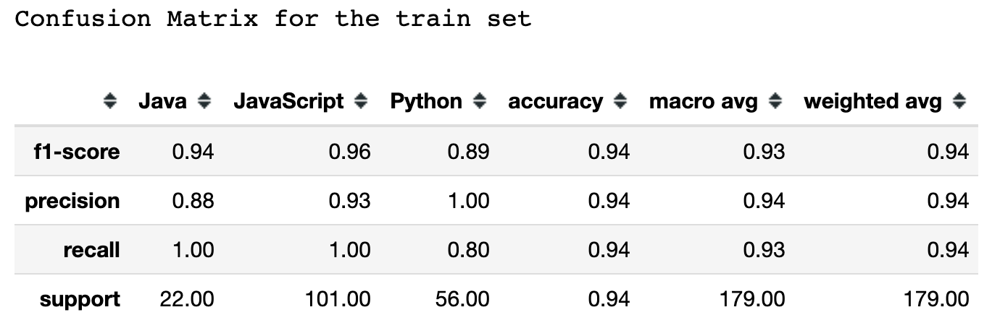 Confusion Matrix for the train set
Java JavaScript Python accuracy macro avg weighted avg
f1-score 0.94 0.96 0.89 0.94 0.93 0.94
precision 0.88 0.93 1.00 0.94 0.94 0.94
recall 1.00 1.00 0.80 0.94 0.93 0.94
support 22.00 101.00 56.00 0.94 179.00 179.00